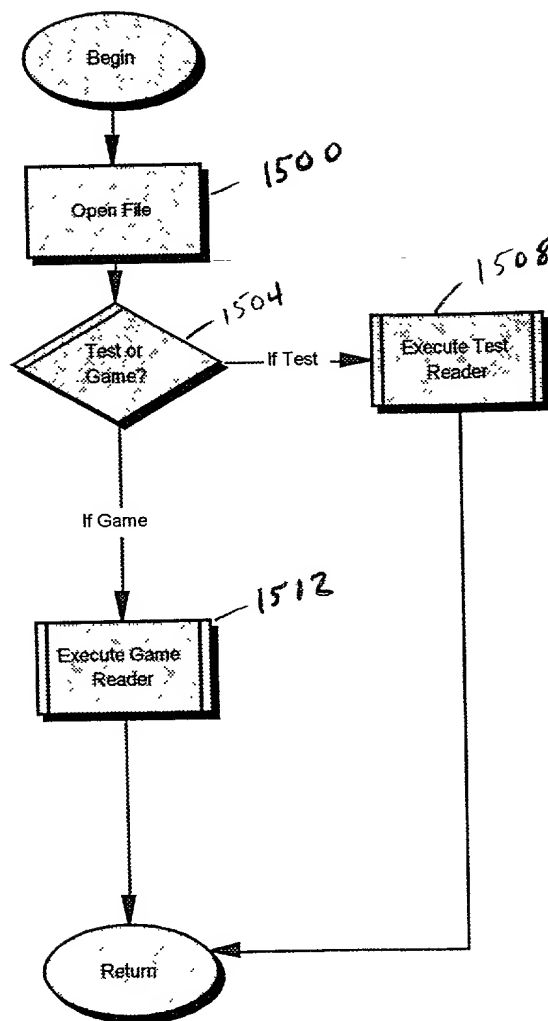 Begin
1500
Open File
1508
1504
Test or
Game?
If Test
Execute Test
Reader
If Game
1512
Execute Game
Reader
Return